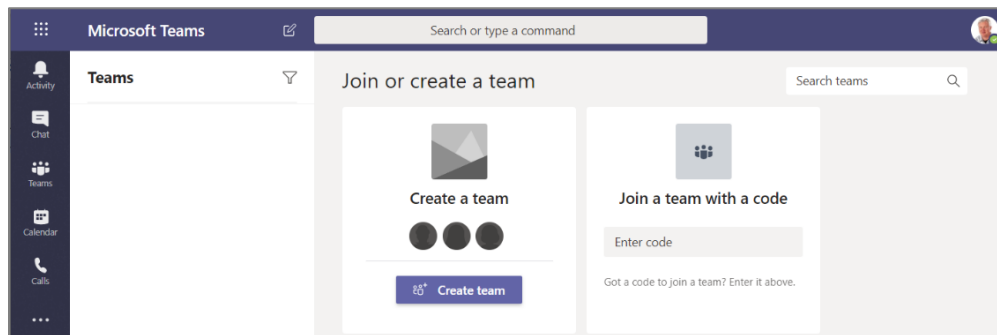 Microsoft Teams
Search or type a command
Activity
Chat
Teams
Calendar
Calls
Teams
Join or create a team
Search teams
Create a team
Create team
Join a team with a code
Enter code
Got a code to join a team? Enter it above.